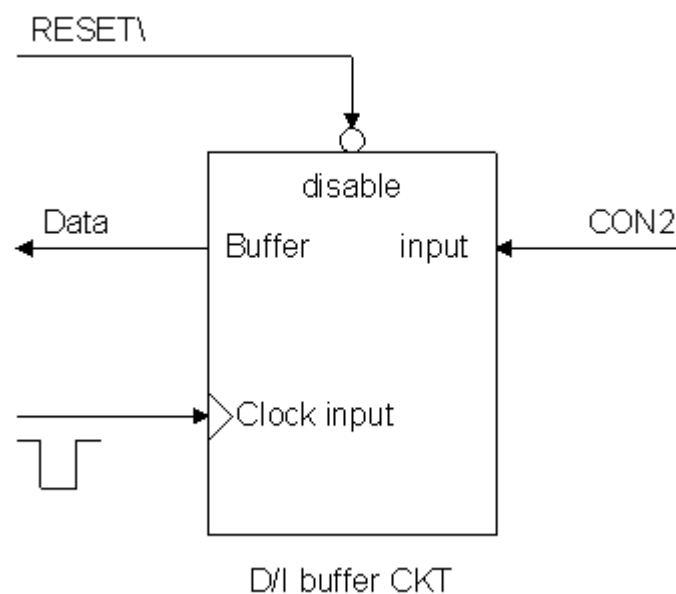 RESET\
disable
Data
Buffer
input
CON2
Clock input
D/I buffer CKT